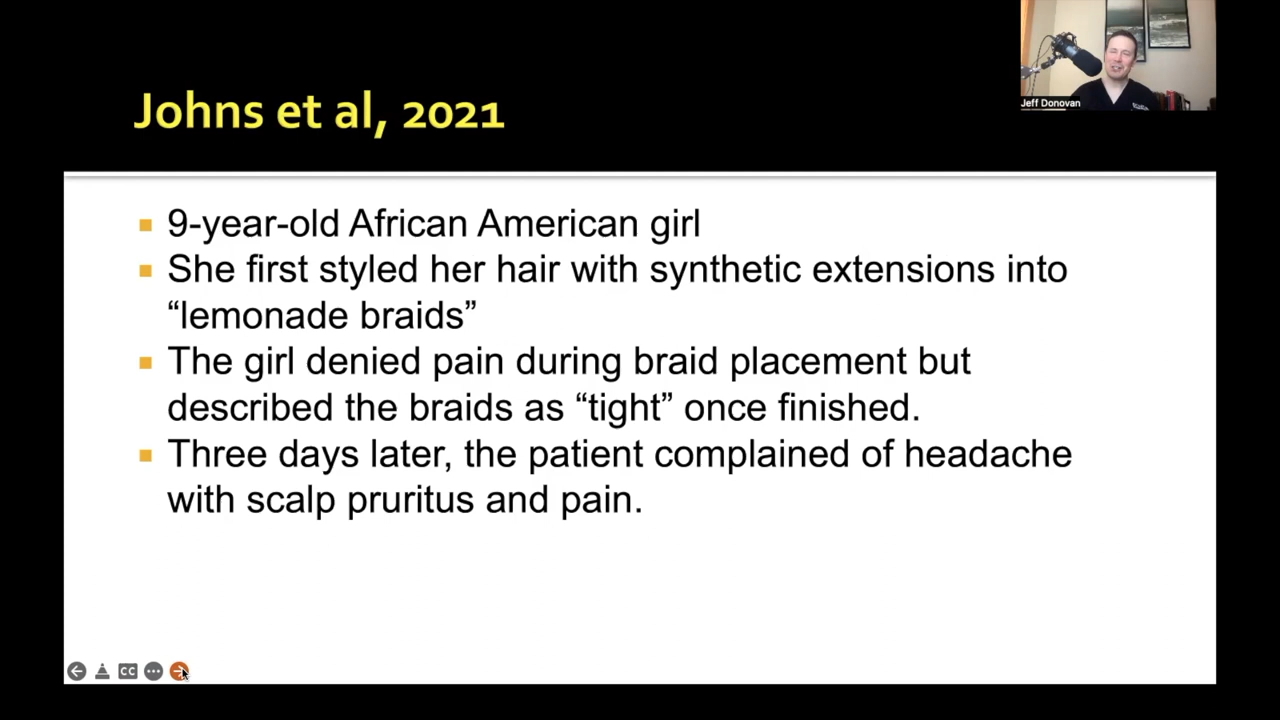 Johns et al, 2021
Jeff Donovan
9-year-old African American girl
She first styled her hair with synthetic extensions into
“lemonade braids”
The girl denied pain during braid placement but
described the braids as “tight” once finished.
Three days later, the patient complained of headache
with scalp pruritus and pain.
CC